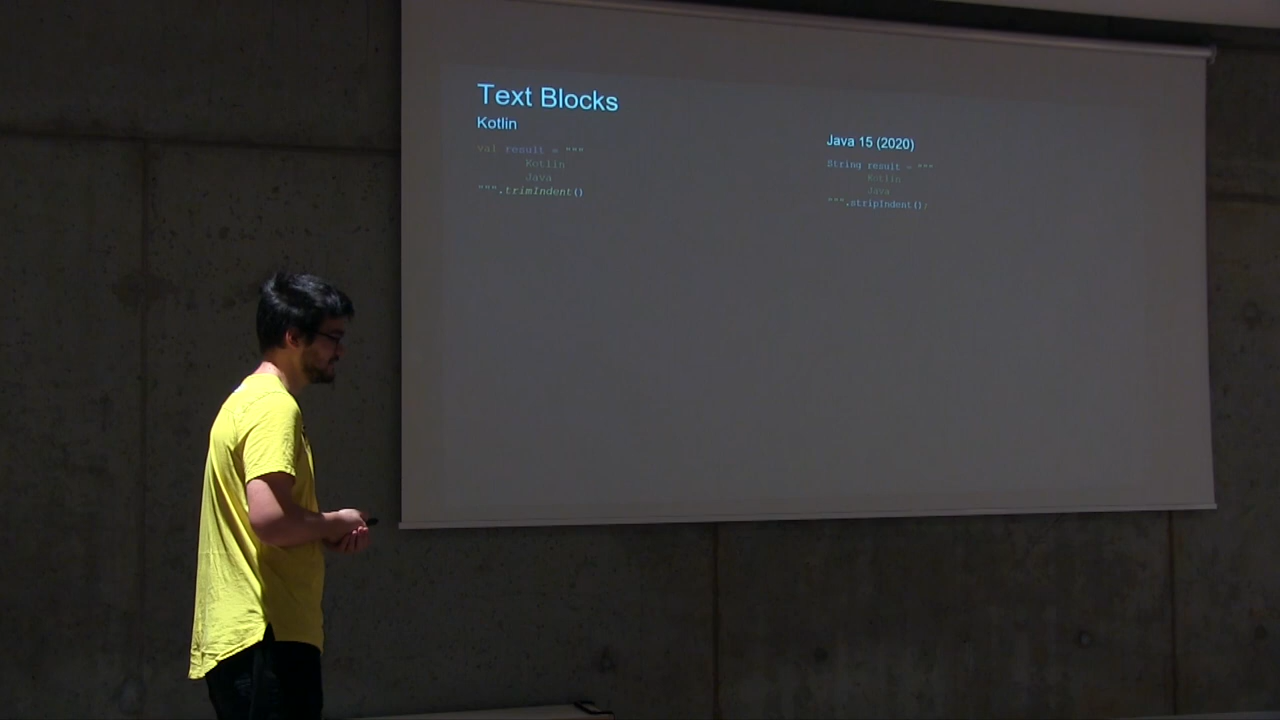 Text Blocks
Kotlin
val result = """
Kotlin
Java
""".trimIndent()
Java 15 (2020)
String result = """
Kotlin
Java
""".stripIndent();